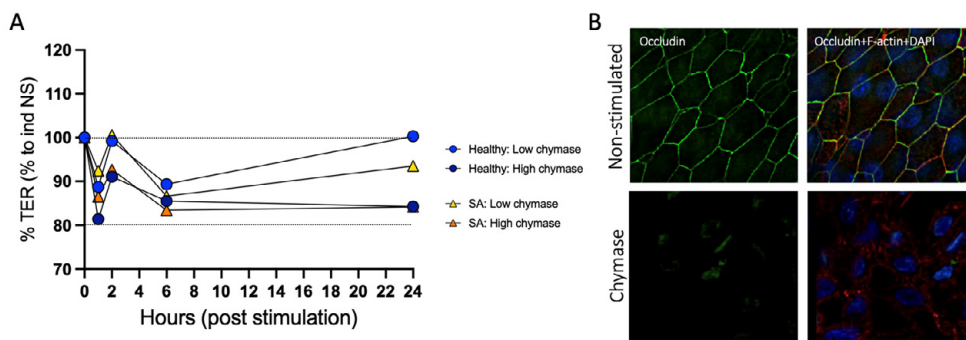 A
B
% TER (% to ind NS)
120
110
100
90
80
70
0 2 4 6 8 10 12 14 16 18 20 22 24
Hours (post stimulation)
Healthy: Low chymase
Healthy: High chymase
SA: Low chymase
SA: High chymase
Non-stimulated
Occludin
Occludin+F-actin+DAPI
Chymase